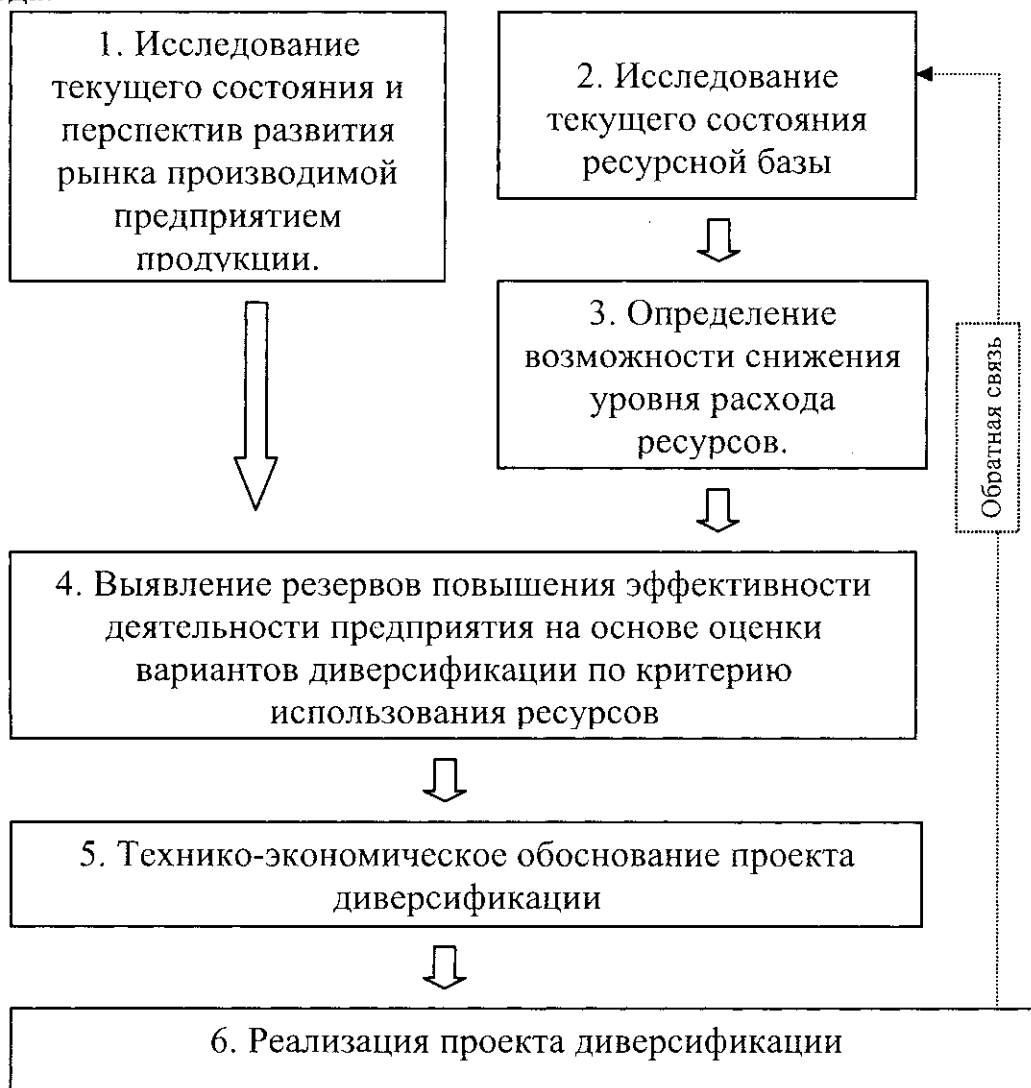 1. Исследование
текущего состояния и
перспектив развития
рынка производимой
предприятием
продукции.
2. Исследование
текущего состояния
ресурсной базы
3. Определение
возможности снижения
уровня расхода
ресурсов.
Обратная связь
4. Выявление резервов повышения эффективности
деятельности предприятия на основе оценки
вариантов диверсификации по критерию
использования ресурсов
5. Технико-экономическое обоснование проекта
диверсификации
6. Реализация проекта диверсификации